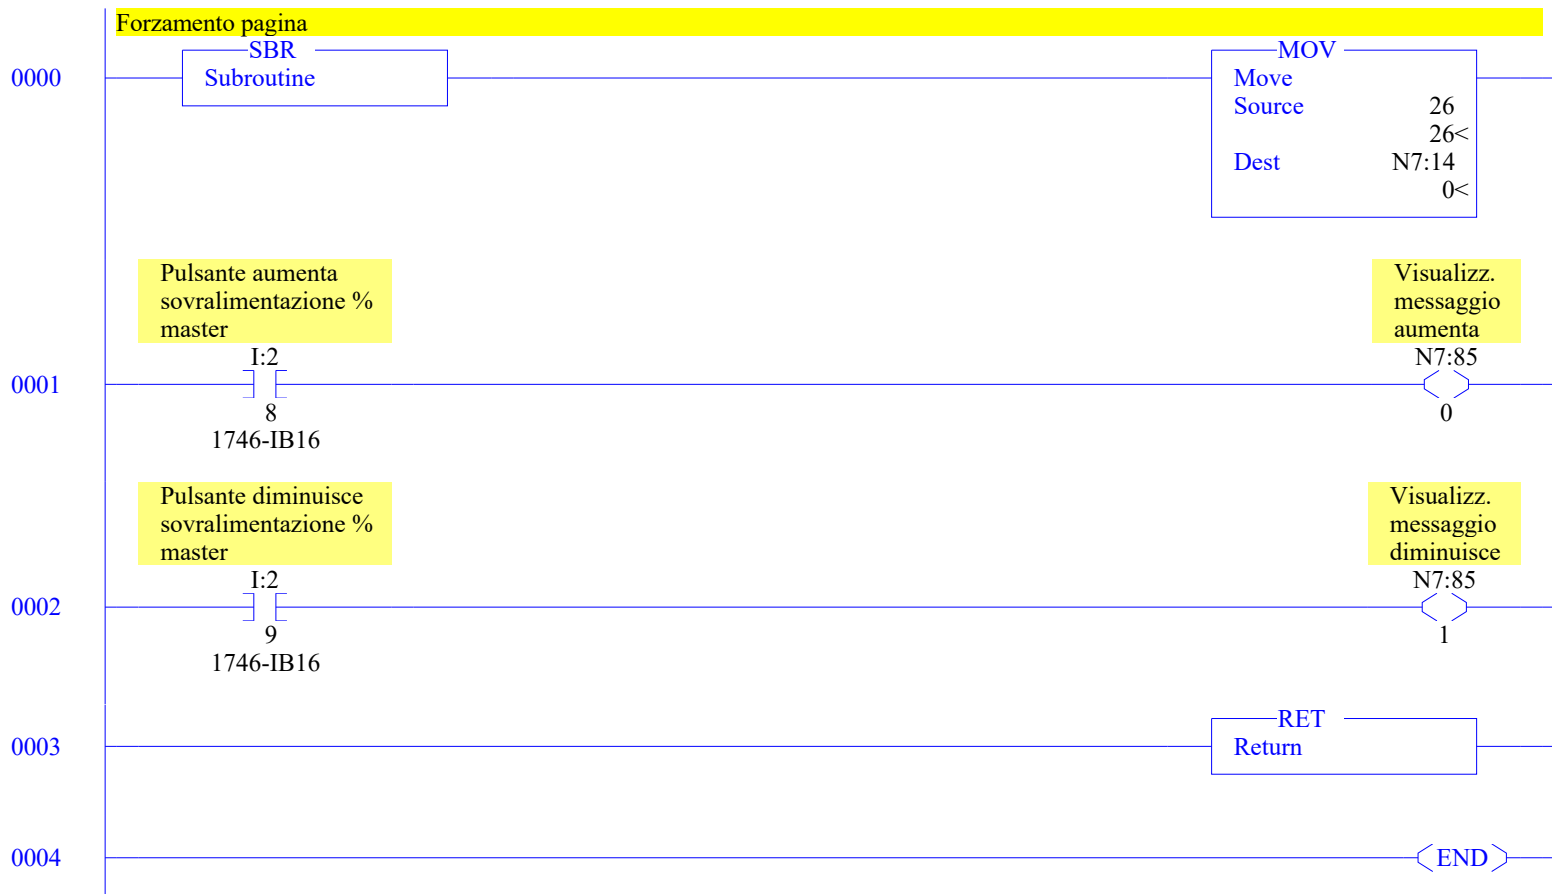 Forzamento pagina
SBR
Subroutine
MOV
Move
Source 26
26<
Dest N7:14
0<
0000
Pulsante aumenta
sovralimentazione %
master
I:2
8
1746-IB16
Visualizz.
messaggio
aumenta
N7:85
0
0001
Pulsante diminuisce
sovralimentazione %
master
I:2
9
1746-IB16
Visualizz.
messaggio
diminuisce
N7:85
1
0002
RET
Return
0003
0004
END